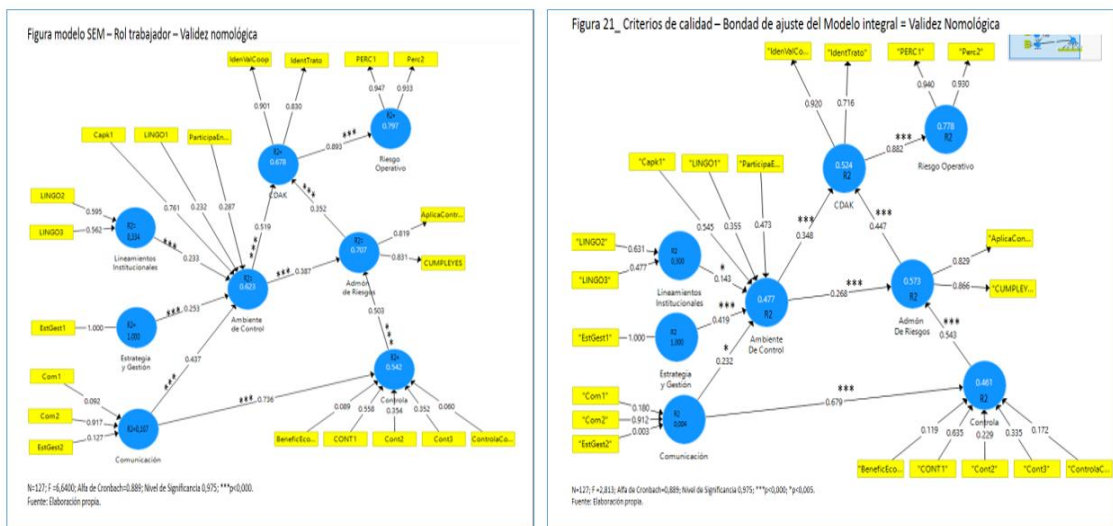 Figura modelo SEM – Rol trabajador – Validez nomológica
IdenValCoop
IdentTrato
PERC1
Perc2
0.901
0.830
0.947
0.933
R2=
0.797
Riesgo
Operativo
***
0.893
R2=
0.678
CDAK
Capk1
LINGO1
ParticipaEn...
0.761
0.232
0.287
0.519
***
0.352
***
LINGO2
LINGO3
0.595
0.562
R2=
0,334
Lineamientos
Institucionales
***
0.233
R2=
0.623
Ambiente
de Control
***
0.387
R2=
0.707
Admón
de Riesgos
AplicaContr...
0.819
0.831
CUMPLEYES
EstGest1
1.000
R2=
1,000
Estrategia
y Gestión
***
0.253
0.503
***
0.437
***
Com1
Com2
EstGest2
0.092
0.917
0.127
R2=0,107
Comunicación
***
0.736
R2=
0.542
Controla
0.089
0.558
0.354
0.352
0.060
BeneficEco...
CONT1
Cont2
Cont3
ControlaCo...
N=127; F =6,6400; Alfa de Cronbach=0.889; Nivel de Significancia 0,975; ***p<0,000.
Fuente: Elaboración propia.
Figura 21_ Criterios de calidad – Bondad de ajuste del Modelo integral = Validez Nomológica
"IdenValCo...
"IdentTrato"
"PERC1"
"Perc2"
0.920
0.716
0.940
0.930
0.778
R2
Riesgo Operativo
***
0.882
0.524
R2
CDAK
"Capk1"
"LINGO1"
"ParticipaE...
0.545
0.355
0.473
***
0.348
***
0.447
"LINGO2"
"LINGO3"
0.631
0.477
R2
Lineamientos
Institucionales
*
0.143
0.477
R2
Ambiente
de Control
***
0.268
0.573
R2
Admón
De Riesgos
"AplicaCon...
0.829
0.866
"CUMPLEY...
"EstGest1"
1.000
R2
1,000
Estrategia
y Gestión
***
0.419
*
0.232
***
0.543
"Com1"
"Com2"
"EstGest2"
0.180
0.912
0.003
R2
0,004
Comunicación
***
0.679
0.461
R2
Controla
0.119
0.635
0.229
0.335
0.172
"BeneficEco...
"CONT1"
"Cont2"
"Cont3"
"ControlaC...
N=127; F =2,813; Alfa de Cronbach=0,889; Nivel de Significancia 0,975; ***p<0,000; *p<0,005.
Fuente: Elaboración propia.